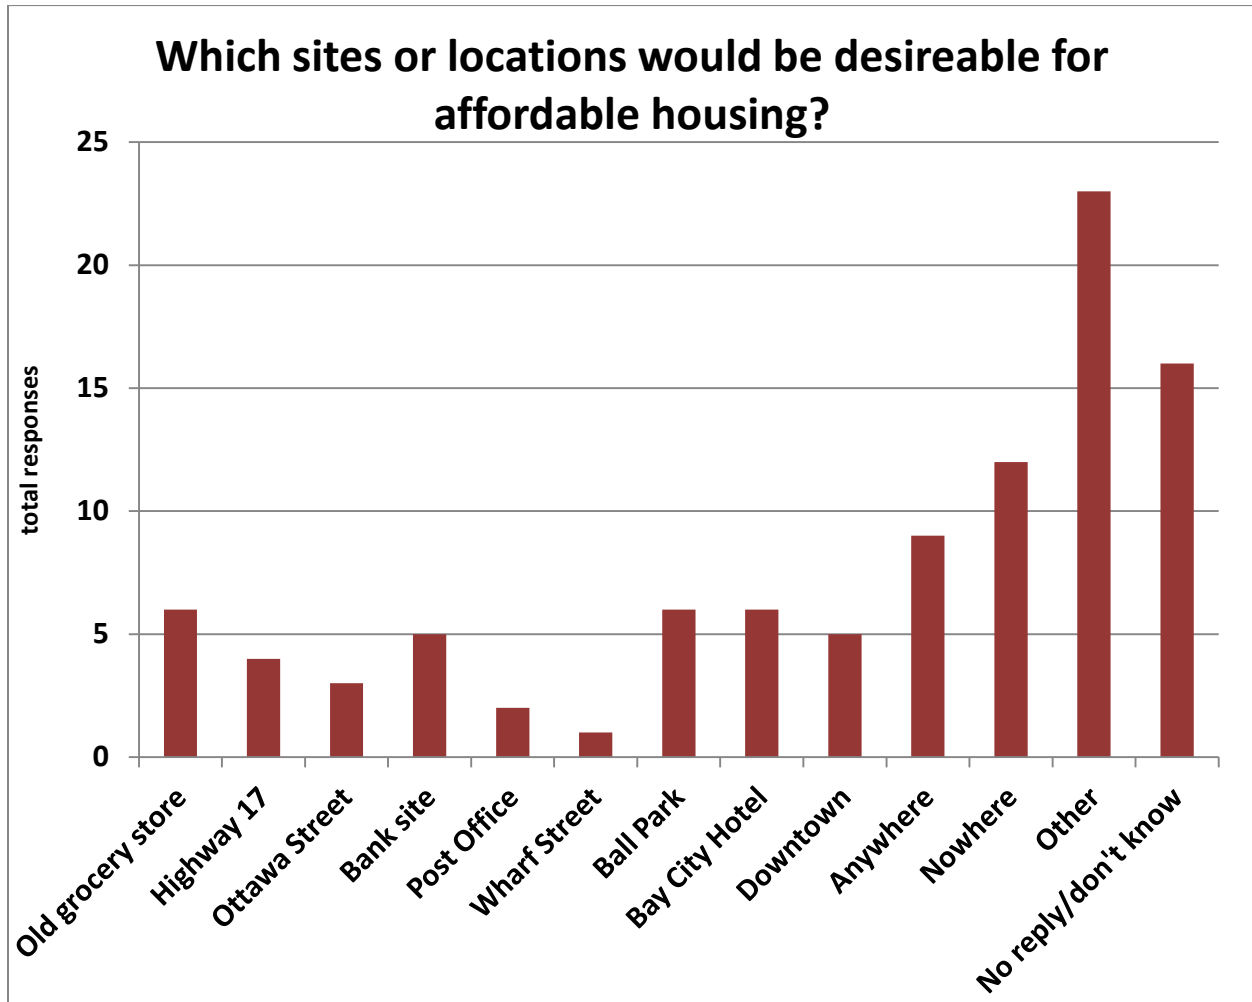 Which sites or locations would be desireable for
affordable housing?
25
20
15
10
5
0
total responses
Old grocery store
Highway 17
Ottawa Street
Bank site
Post Office
Wharf Street
Ball Park
Bay City Hotel
Downtown
Anywhere
Nowhere
Other
No reply/don't know